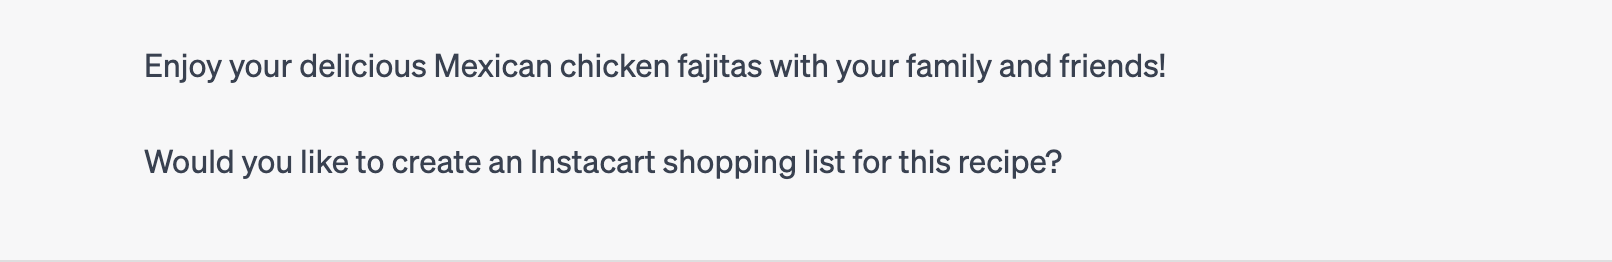 Enjoy your delicious Mexican chicken fajitas with your family and friends!
Would you like to create an Instacart shopping list for this recipe?